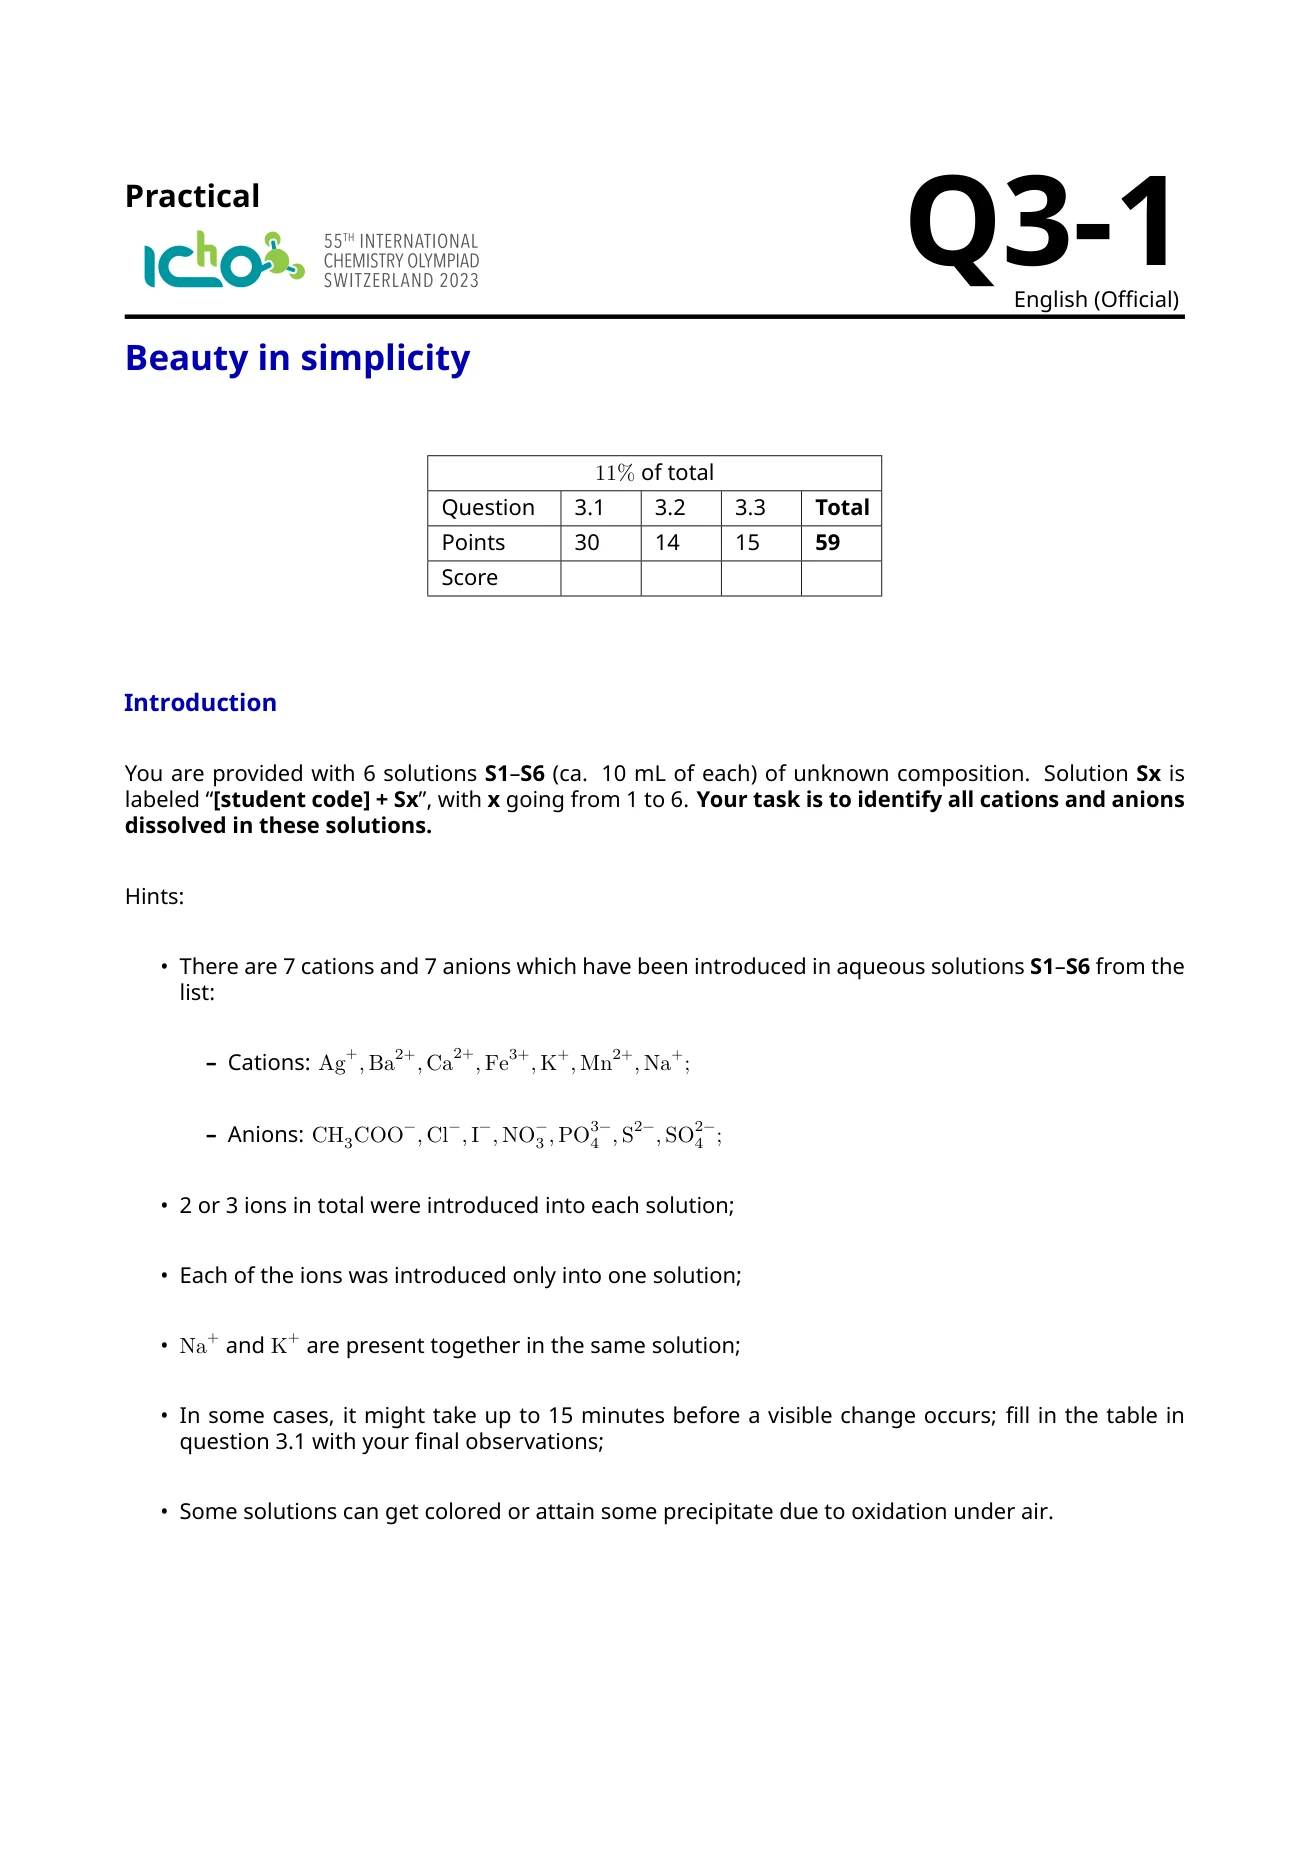 Practical
Q3-1
IChO
55TH INTERNATIONAL
CHEMISTRY OLYMPIAD
SWITZERLAND 2023
English (Official)
Beauty in simplicity
11% of total
Question 3.1 3.2 3.3 Total
Points 30 14 15 59
Score
Introduction
You are provided with 6 solutions S1–S6 (ca. 10 mL of each) of unknown composition. Solution Sx is
labeled “[student code] + Sx”, with x going from 1 to 6. Your task is to identify all cations and anions
dissolved in these solutions.
Hints:
• There are 7 cations and 7 anions which have been introduced in aqueous solutions S1–S6 from the
list:
– Cations: Ag⁺, Ba²⁺, Ca²⁺, Fe³⁺, K⁺, Mn²⁺, Na⁺;
– Anions: CH₃COO⁻, Cl⁻, I⁻, NO₃⁻, PO₄³⁻, S²⁻, SO₄²⁻;
• 2 or 3 ions in total were introduced into each solution;
• Each of the ions was introduced only into one solution;
• Na⁺ and K⁺ are present together in the same solution;
• In some cases, it might take up to 15 minutes before a visible change occurs; fill in the table in
question 3.1 with your final observations;
• Some solutions can get colored or attain some precipitate due to oxidation under air.